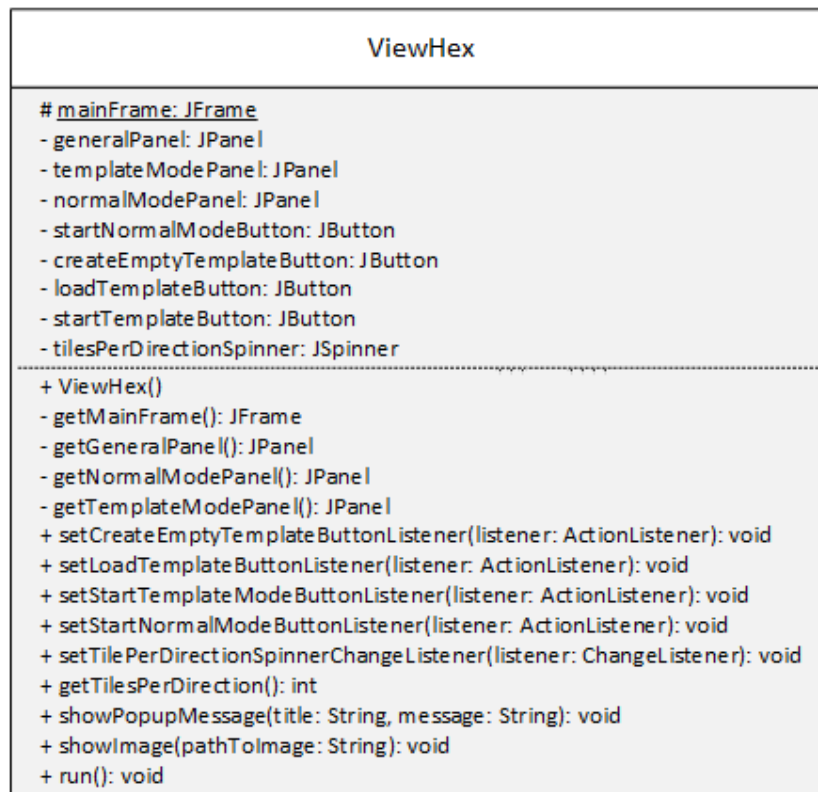 ViewHex
# mainFrame: JFrame
- generalPanel: JPanel
- templateModePanel: JPanel
- normalModePanel: JPanel
- startNormalModeButton: JButton
- createEmptyTemplateButton: JButton
- loadTemplateButton: JButton
- startTemplateButton: JButton
- tilesPerDirectionSpinner: JSpinner
+ ViewHex()
- getMainFrame(): JFrame
- getGeneralPanel(): JPanel
- getNormalModePanel(): JPanel
- getTemplateModePanel(): JPanel
+ setCreateEmptyTemplateButtonListener(listener: ActionListener): void
+ setLoadTemplateButtonListener(listener: ActionListener): void
+ setStartTemplateModeButtonListener(listener: ActionListener): void
+ setStartNormalModeButtonListener(listener: ActionListener): void
+ setTilePerDirectionSpinnerChangeListener(listener: ChangeListener): void
+ getTilesPerDirection(): int
+ showPopupMessage(title: String, message: String): void
+ showImage(pathToImage: String): void
+ run(): void